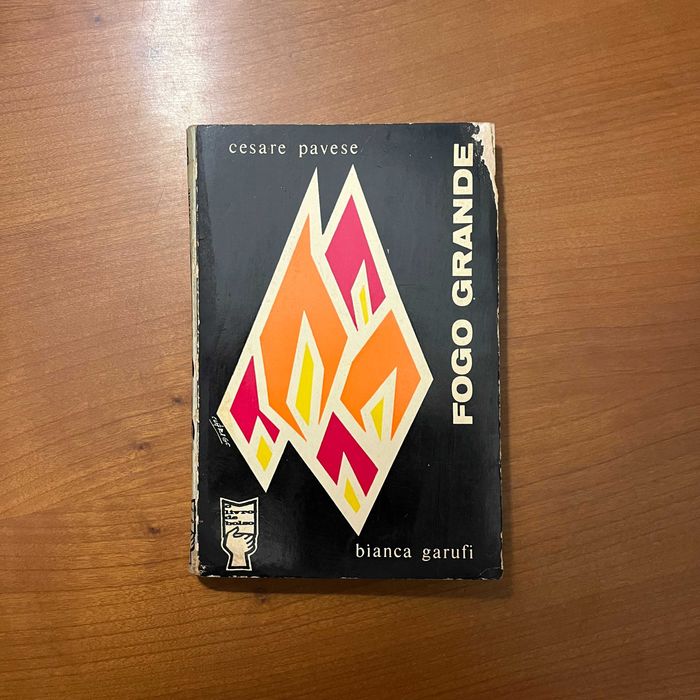 cesare pavese
FOGO GRANDE
o
livro
de
bolso
bianca garufi